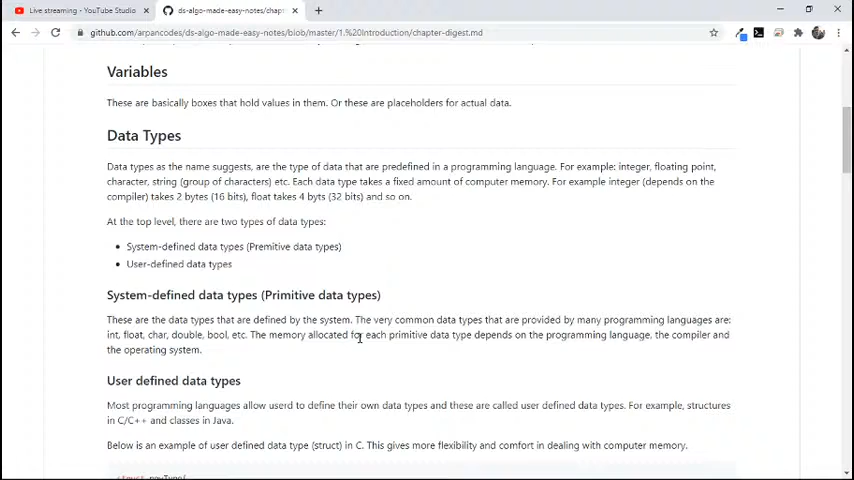 Live streaming - YouTube Studio
ds-algo-made-easy-notes/chapt
github.com/arpancodes/ds-algo-made-easy-notes/blob/master/1.%20Introduction/chapter-digest.md
Variables
These are basically boxes that hold values in them. Or these are placeholders for actual data.
Data Types
Data types as the name suggests, are the type of data that are predefined in a programming language. For example: integer, floating point,
character, string (group of characters) etc. Each data type takes a fixed amount of computer memory. For example integer (depends on the
compiler) takes 2 bytes (16 bits), float takes 4 byts (32 bits) and so on.
At the top level, there are two types of data types:
• System-defined data types (Premitive data types)
• User-defined data types
System-defined data types (Primitive data types)
These are the data types that are defined by the system. The very common data types that are provided by many programming languages are:
int, float, char, double, bool, etc. The memory allocated for each primitive data type depends on the programming language, the compiler and
the operating system.
User defined data types
Most programming languages allow userd to define their own data types and these are called user defined data types. For example, structures
in C/C++ and classes in Java.
Below is an example of user defined data type (struct) in C. This gives more flexibility and comfort in dealing with computer memory.